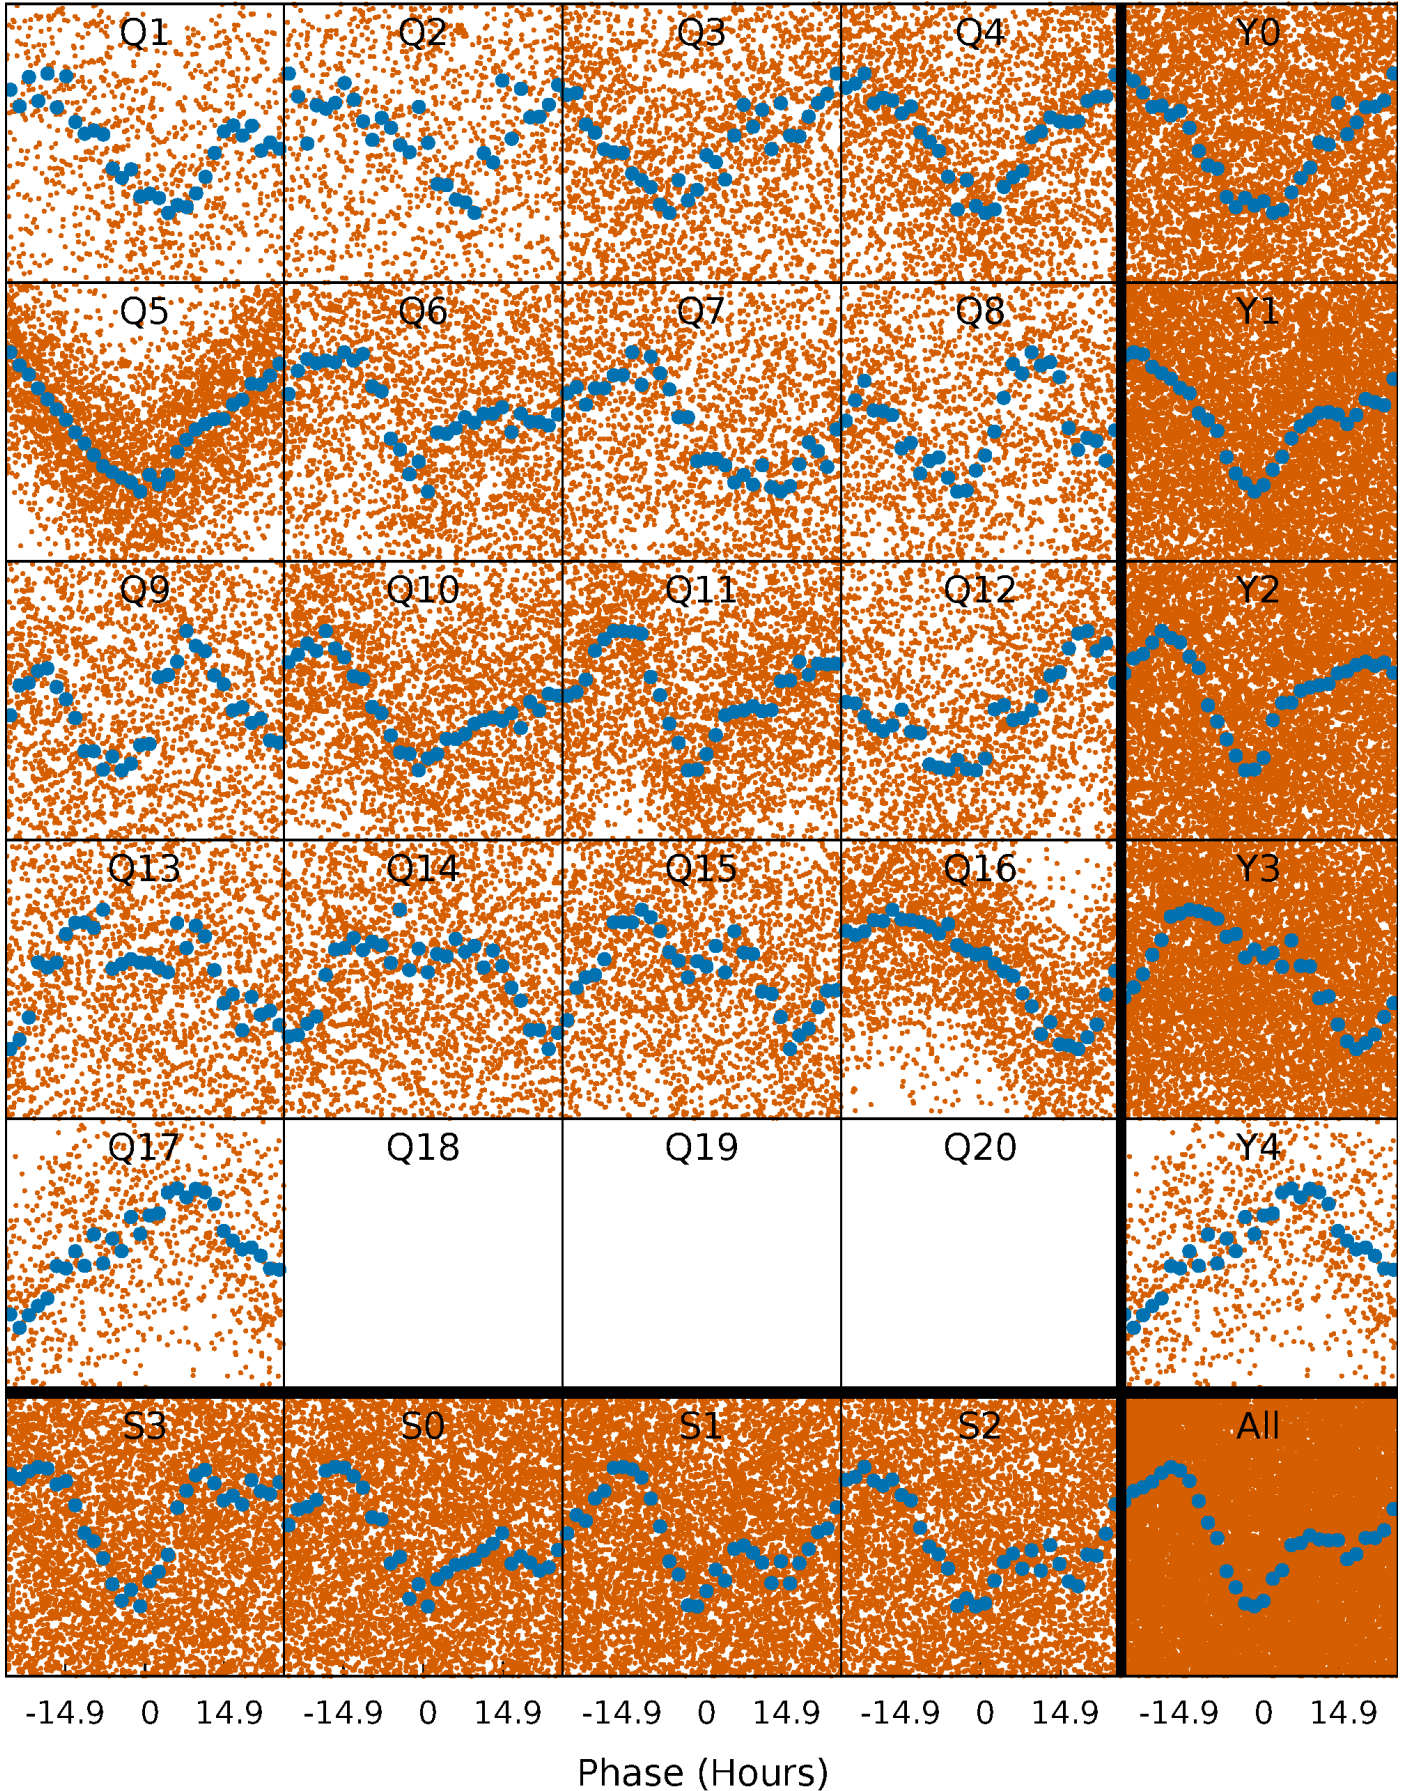 Q1 Q2 Q3 Q4 Y0
Q5 Q6 Q7 Q8 Y1
Q9 Q10 Q11 Q12 Y2
Q13 Q14 Q15 Q16 Y3
Q17 Q18 Q19 Q20 Y4
S3 S0 S1 S2 All
-14.9 0 14.9 -14.9 0 14.9 -14.9 0 14.9 -14.9 0 14.9 -14.9 0 14.9
Phase (Hours)